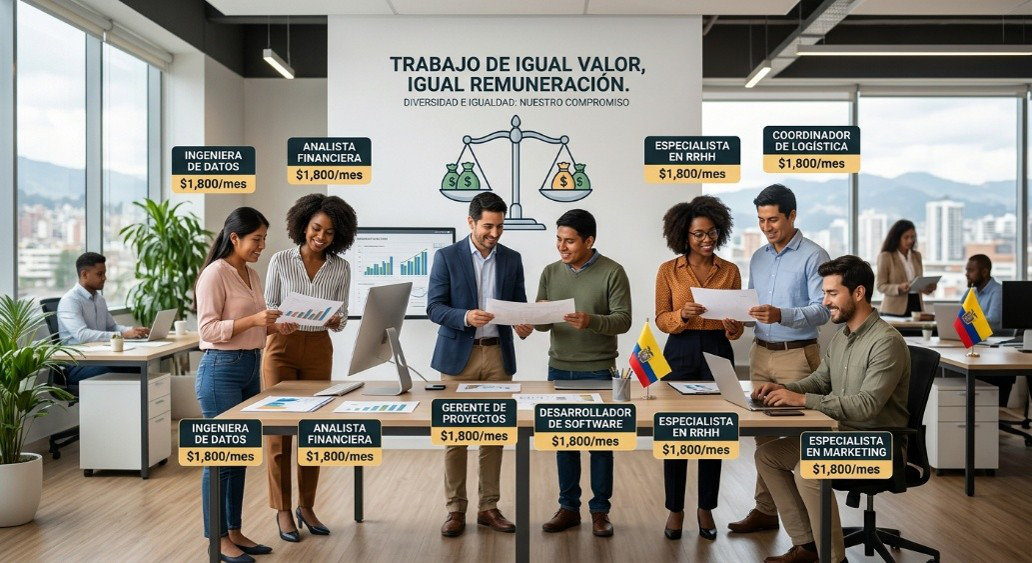 TRABAJO DE IGUAL VALOR,
IGUAL REMUNERACIÓN.
DIVERSIDAD E IGUALDAD: NUESTRO COMPROMISO
INGENIERA
DE DATOS
$1,800/mes
ANALISTA
FINANCIERA
$1,800/mes
ESPECIALISTA
EN RRHH
$1,800/mes
COORDINADOR
DE LOGÍSTICA
$1,800/mes
$
$
$
$
INGENIERA
DE DATOS
$1,800/mes
ANALISTA
FINANCIERA
$1,800/mes
GERENTE DE
PROYECTOS
$1,800/mes
DESARROLLADOR
DE SOFTWARE
$1,800/mes
ESPECIALISTA
EN RRHH
$1,800/mes
ESPECIALISTA
EN MARKETING
$1,800/mes